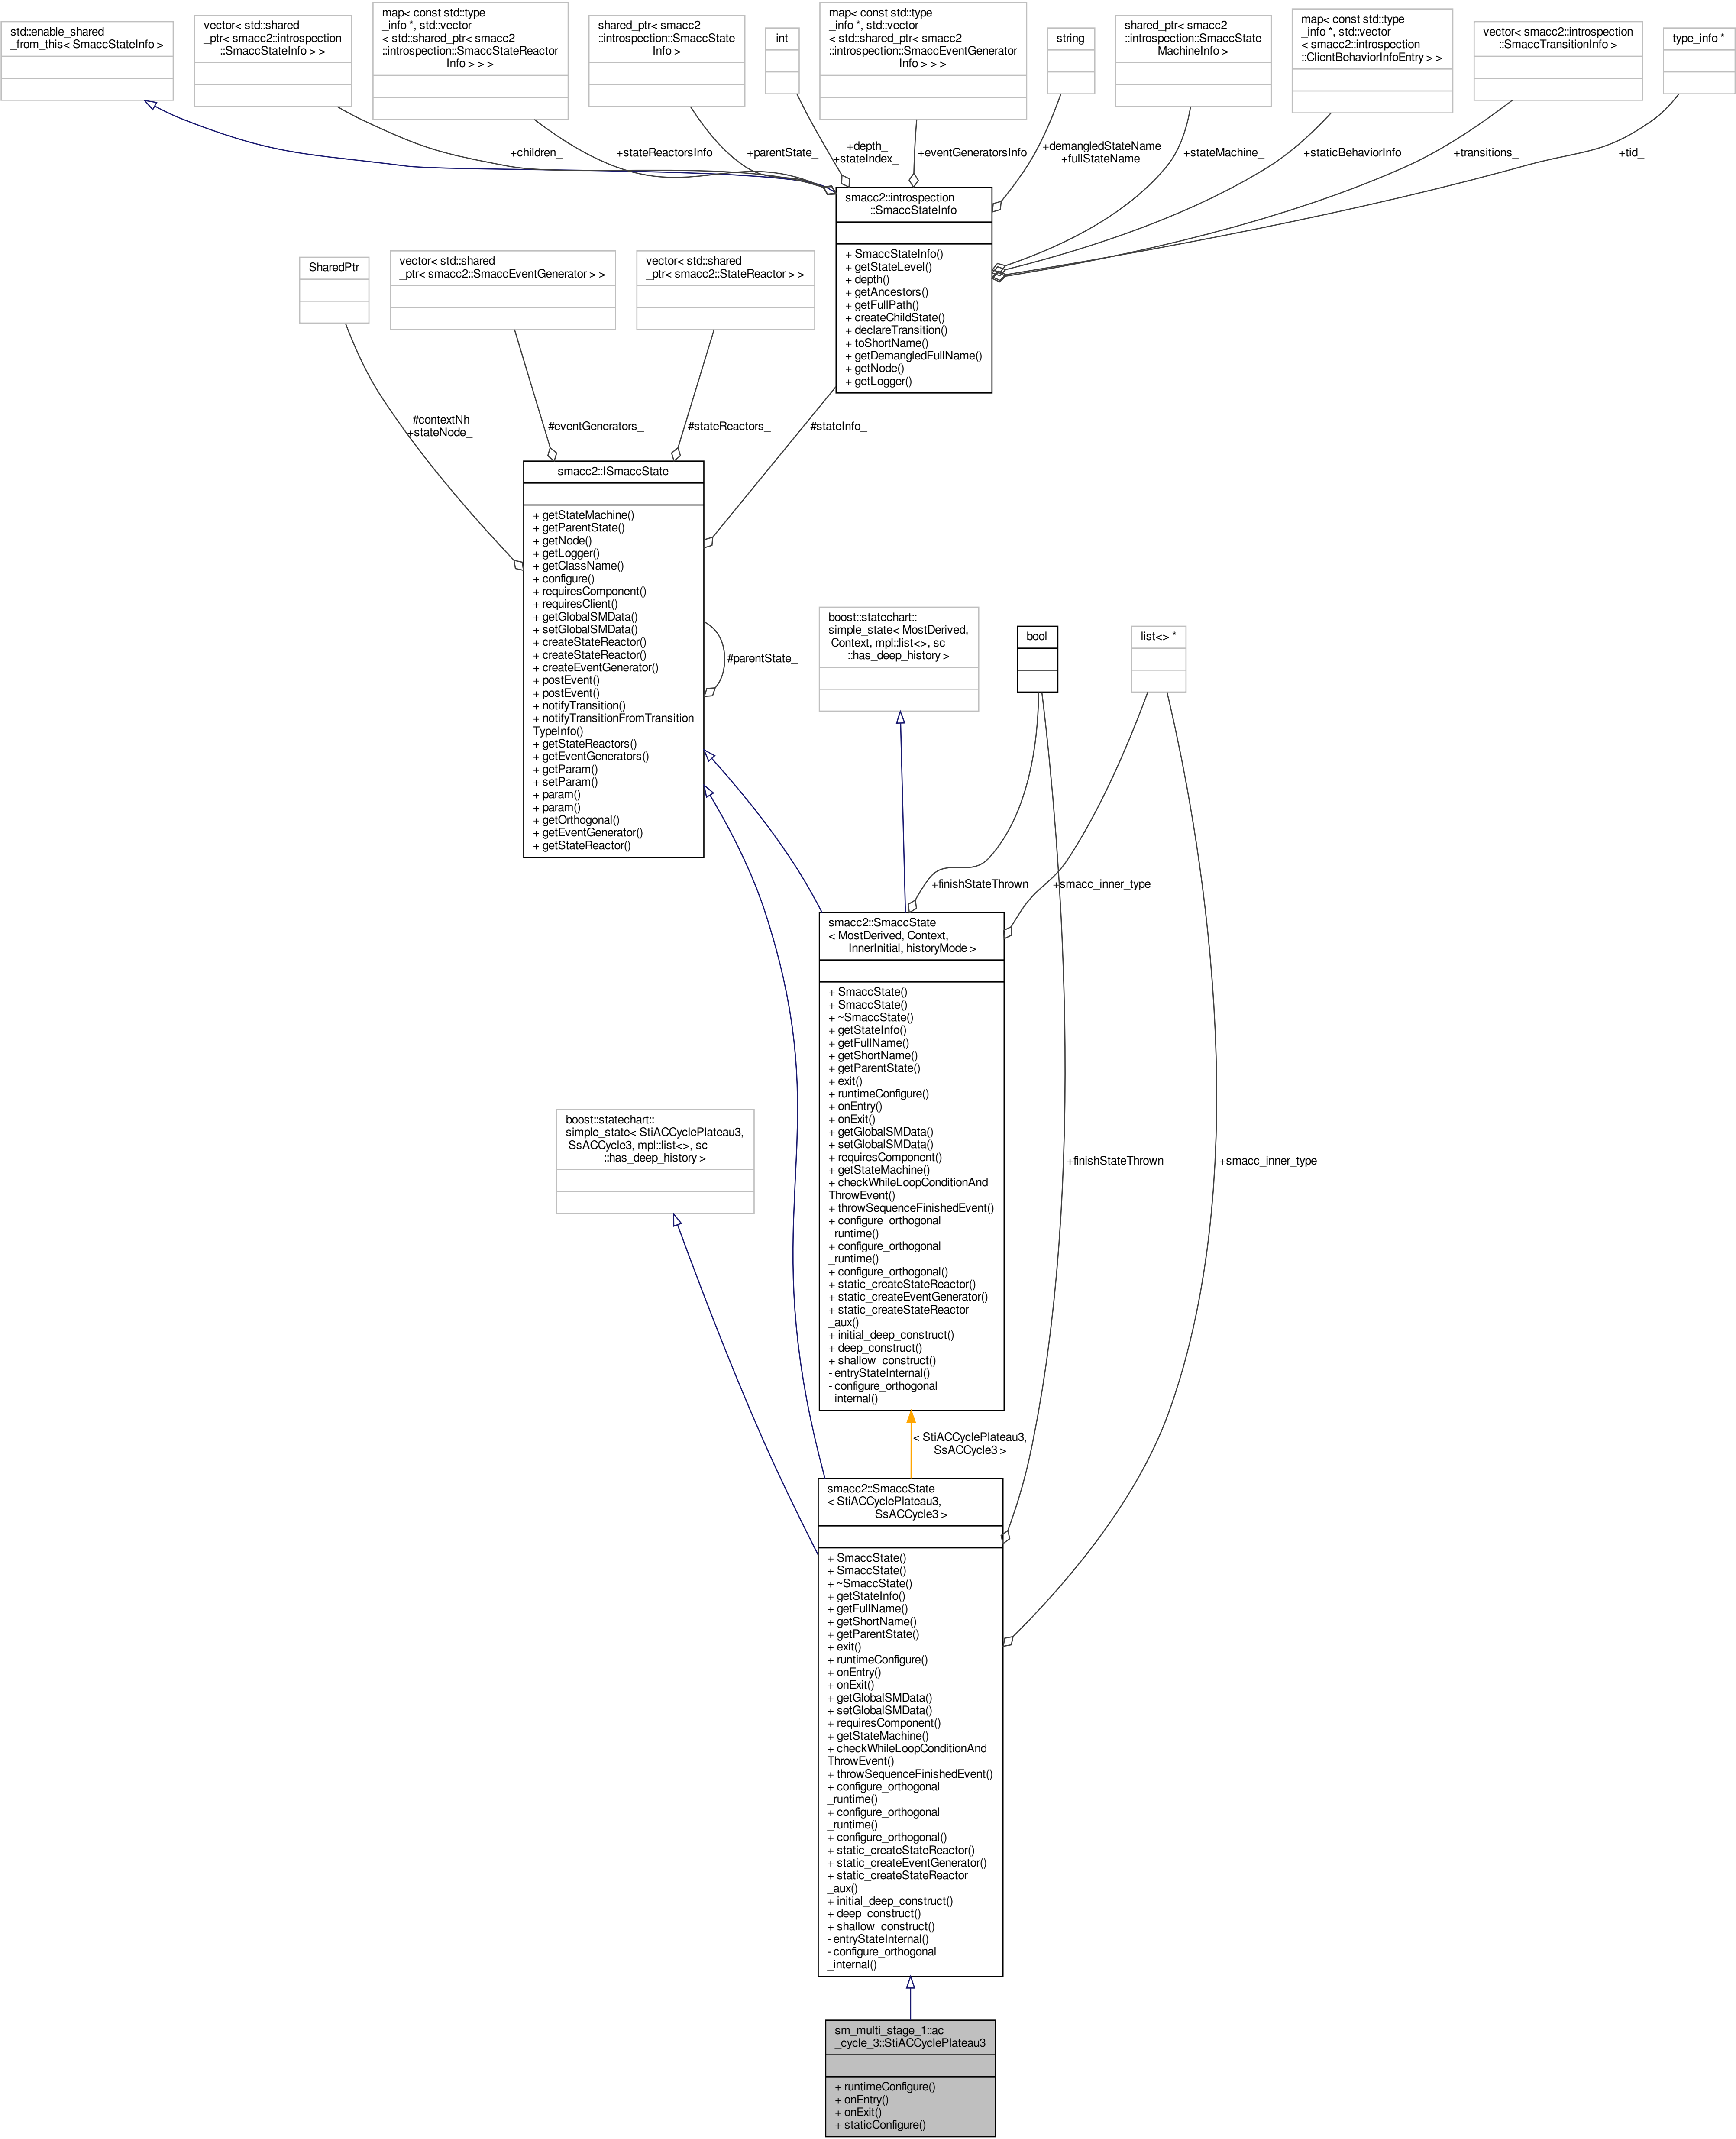 std::enable_shared
_from_this< SmaccStateInfo >
vector< std::shared
_ptr< smacc2::introspection
::SmaccStateInfo > >
map< const std::type
_info *, std::vector
< std::shared_ptr< smacc2
::introspection::SmaccStateReactor
Info > > >
shared_ptr< smacc2
::introspection::SmaccState
Info >
int
map< const std::type
_info *, std::vector
< std::shared_ptr< smacc2
::introspection::SmaccEventGenerator
Info > > >
string
shared_ptr< smacc2
::introspection::SmaccState
MachineInfo >
map< const std::type
_info *, std::vector
< smacc2::introspection
::ClientBehaviorInfoEntry > >
vector< smacc2::introspection
::SmaccTransitionInfo >
type_info *
+children_
+stateReactorsInfo
+parentState_
+depth_
+stateIndex_
+eventGeneratorsInfo
+demangledStateName
+fullStateName
+stateMachine_
+staticBehaviorInfo
+transitions_
+tid_
smacc2::introspection
::SmaccStateInfo
+ SmaccStateInfo()
+ getStateLevel()
+ depth()
+ getAncestors()
+ getFullPath()
+ createChildState()
+ declareTransition()
+ toShortName()
+ getDemangledFullName()
+ getNode()
+ getLogger()
SharedPtr
vector< std::shared
_ptr< smacc2::SmaccEventGenerator > >
vector< std::shared
_ptr< smacc2::StateReactor > >
#contextNh
+stateNode_
#eventGenerators_
#stateReactors_
#stateInfo_
smacc2::ISmaccState
+ getStateMachine()
+ getParentState()
+ getNode()
+ getLogger()
+ getClassName()
+ configure()
+ requiresComponent()
+ requiresClient()
+ getGlobalSMData()
+ setGlobalSMData()
+ createStateReactor()
+ createStateReactor()
+ createEventGenerator()
+ postEvent()
+ postEvent()
+ notifyTransition()
+ notifyTransitionFromTransition
TypeInfo()
+ getStateReactors()
+ getEventGenerators()
+ getParam()
+ setParam()
+ param()
+ param()
+ getOrthogonal()
+ getEventGenerator()
+ getStateReactor()
#parentState_
boost::statechart::
simple_state< MostDerived,
Context, mpl::list<>, sc
::has_deep_history >
bool
list<> *
+finishStateThrown
+smacc_inner_type
smacc2::SmaccState
< MostDerived, Context,
InnerInitial, historyMode >
+ SmaccState()
+ SmaccState()
+ ~SmaccState()
+ getStateInfo()
+ getFullName()
+ getShortName()
+ getParentState()
+ exit()
+ runtimeConfigure()
+ onEntry()
+ onExit()
+ getGlobalSMData()
+ setGlobalSMData()
+ requiresComponent()
+ getStateMachine()
+ checkWhileLoopConditionAnd
ThrowEvent()
+ throwSequenceFinishedEvent()
+ configure_orthogonal
_runtime()
+ configure_orthogonal
_runtime()
+ configure_orthogonal()
+ static_createStateReactor()
+ static_createEventGenerator()
+ static_createStateReactor
_aux()
+ initial_deep_construct()
+ deep_construct()
+ shallow_construct()
- entryStateInternal()
- configure_orthogonal
_internal()
boost::statechart::
simple_state< StiACCyclePlateau3,
SsACCycle3, mpl::list<>, sc
::has_deep_history >
+finishStateThrown
+smacc_inner_type
< StiACCyclePlateau3,
SsACCycle3 >
smacc2::SmaccState
< StiACCyclePlateau3,
SsACCycle3 >
+ SmaccState()
+ SmaccState()
+ ~SmaccState()
+ getStateInfo()
+ getFullName()
+ getShortName()
+ getParentState()
+ exit()
+ runtimeConfigure()
+ onEntry()
+ onExit()
+ getGlobalSMData()
+ setGlobalSMData()
+ requiresComponent()
+ getStateMachine()
+ checkWhileLoopConditionAnd
ThrowEvent()
+ throwSequenceFinishedEvent()
+ configure_orthogonal
_runtime()
+ configure_orthogonal
_runtime()
+ configure_orthogonal()
+ static_createStateReactor()
+ static_createEventGenerator()
+ static_createStateReactor
_aux()
+ initial_deep_construct()
+ deep_construct()
+ shallow_construct()
- entryStateInternal()
- configure_orthogonal
_internal()
sm_multi_stage_1::ac
_cycle_3::StiACCyclePlateau3
+ runtimeConfigure()
+ onEntry()
+ onExit()
+ staticConfigure()